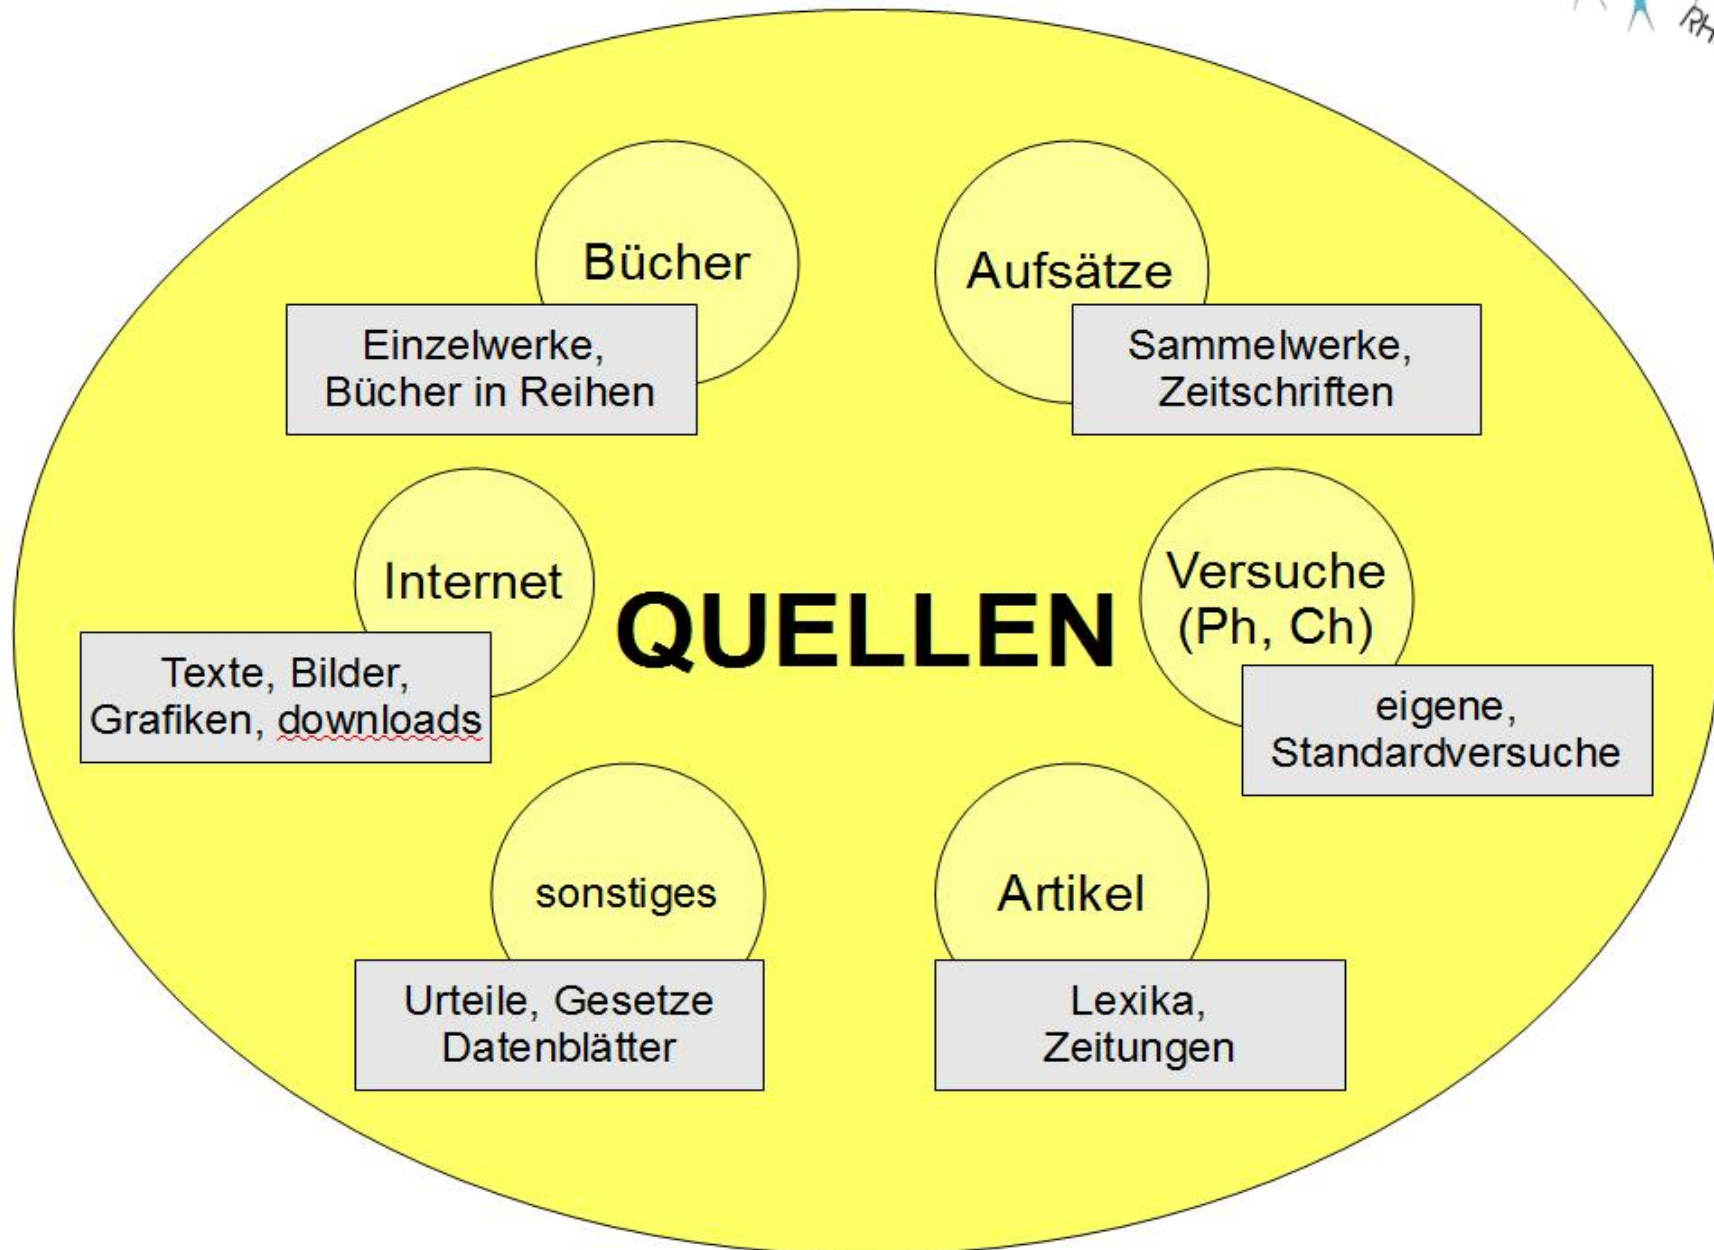 Bücher
Einzelwerke,
Bücher in Reihen
Aufsätze
Sammelwerke,
Zeitschriften
Internet
Texte, Bilder,
Grafiken, downloads
QUELLEN
Versuche
(Ph, Ch)
eigene,
Standardversuche
sonstiges
Urteile, Gesetze
Datenblätter
Artikel
Lexika,
Zeitungen